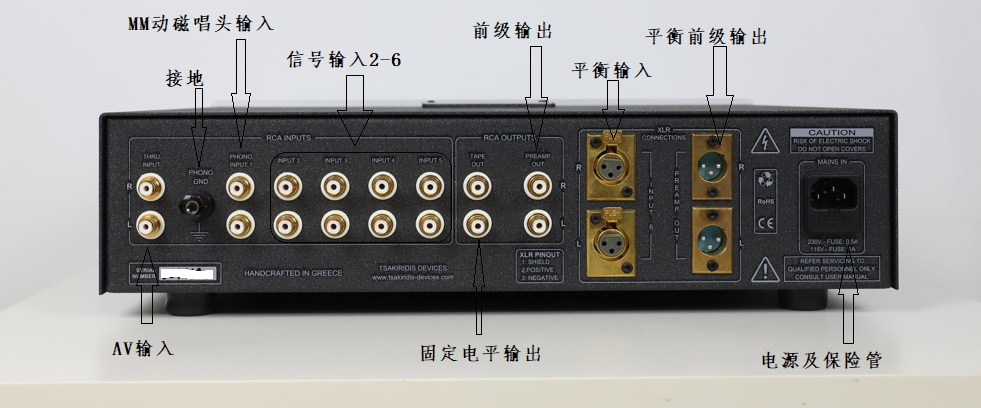 MM动磁唱头输入
接地
信号输入2-6
前级输出
平衡输入
平衡前级输出
RCA INPUTS
THRU
INPUT
PHONO
GND
PHONO
INPUT 1
INPUT 2
INPUT 3
INPUT 4
INPUT 5
R
L
RCA OUTPUTS
TAPE
OUT
PREAMP
OUT
R
L
XLR
CONNECTIONS
R
L
PUSH
INPUT 6
PREAMP OUT
R
L
CAUTION
RISK OF ELECTRIC SHOCK
DO NOT OPEN COVERS
MAINS IN
RoHS
CE
230V - FUSE: 0.5A
115V - FUSE: 1A
REFER SERVICING TO
QUALIFIED PERSONNEL ONLY
CONSULT USER MANUAL
SERIAL
NUMBER
HANDCRAFTED IN GREECE
TSAKIRIDIS DEVICES
www.tsakiridis-devices.com
XLR PINOUT
1: SHIELD
2: POSITIVE
3: NEGATIVE
AV输入
固定电平输出
电源及保险管